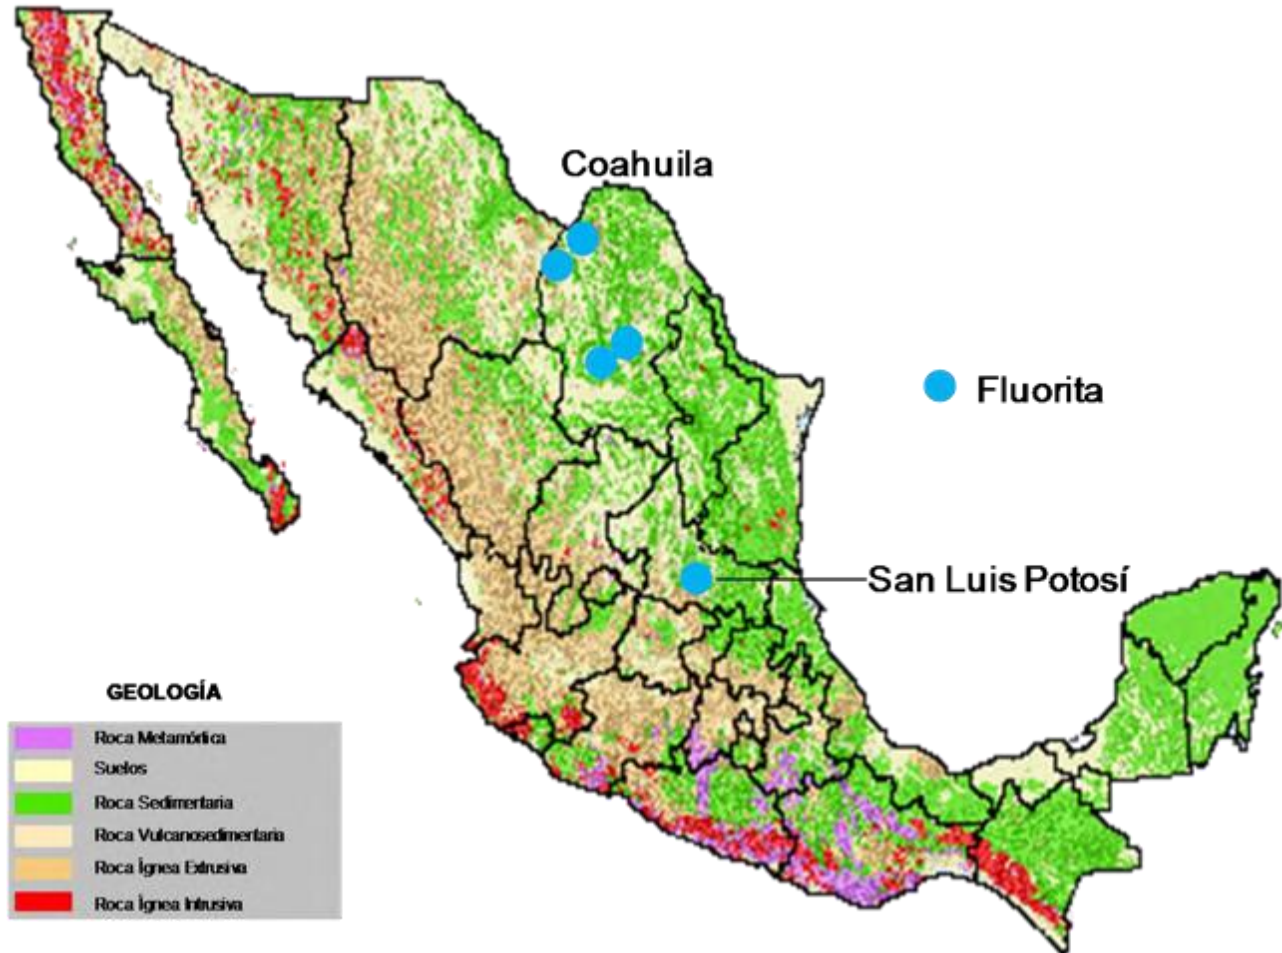 Coahuila
Fluorita
San Luis Potosí
GEOLOGÍA
Roca Metamórfica
Suelos
Roca Sedimentaria
Roca Vulcanosedimentaria
Roca Ígnea Extrusiva
Roca Ígnea Intrusiva